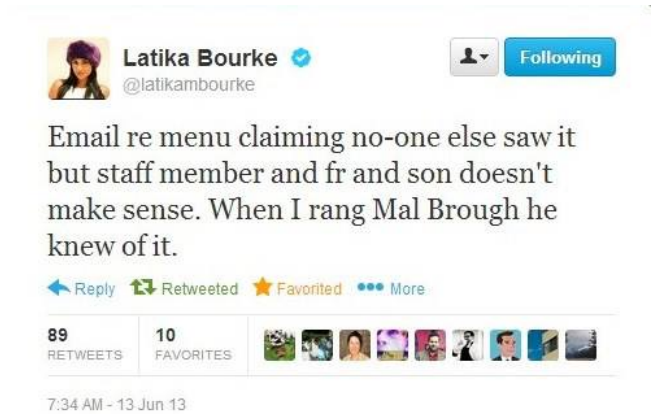 Latika Bourke
Following
@latikambourke
Email re menu claiming no-one else saw it
but staff member and fr and son doesn't
make sense. When I rang Mal Brough he
knew of it.
Reply Retweeted Favorited More
89 10
RETWEETS FAVORITES
7:34 AM - 13 Jun 13